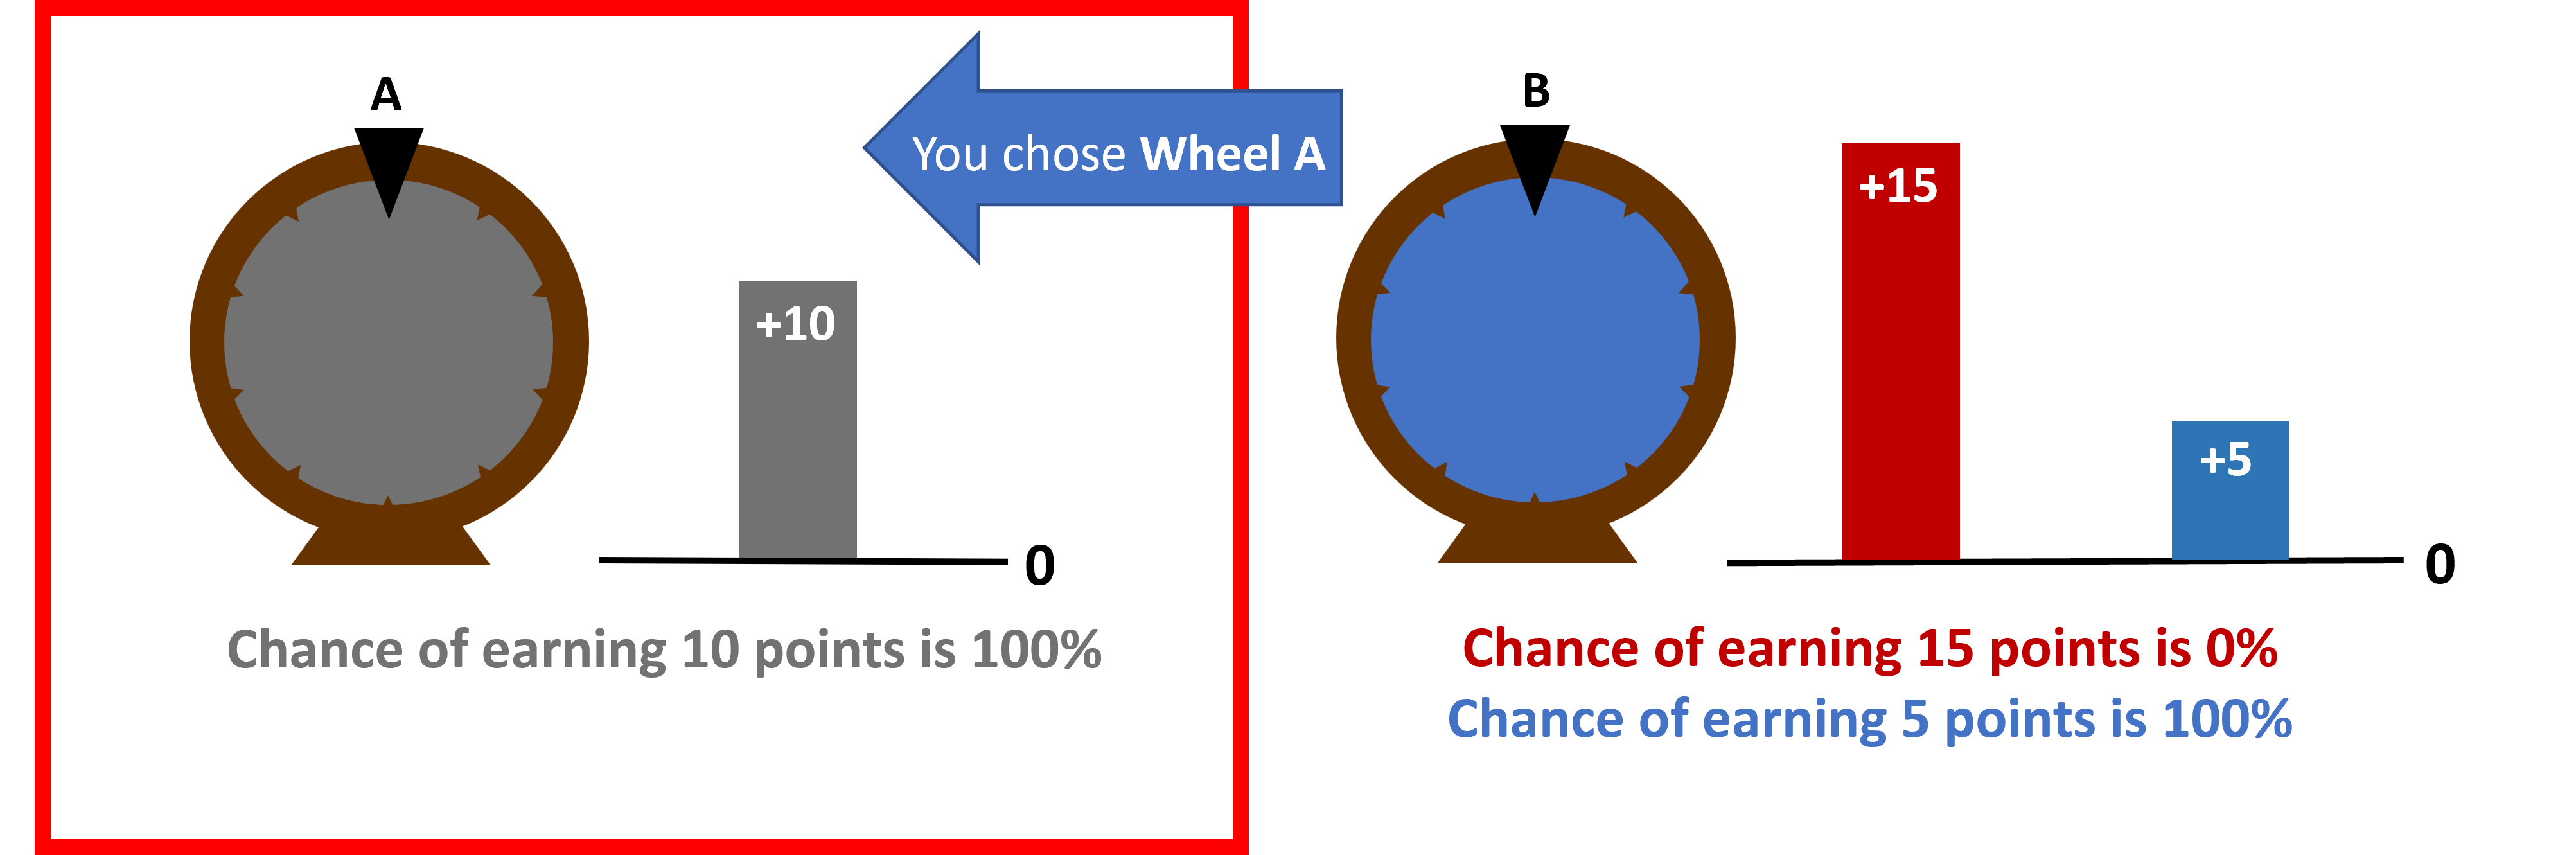 A
You chose Wheel A
+10
0
Chance of earning 10 points is 100%
B
+15
+5
0
Chance of earning 15 points is 0%
Chance of earning 5 points is 100%